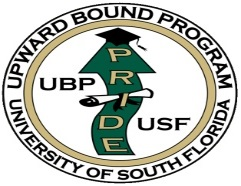 UPWARD BOUND PROGRAM
UBP
PRIDE
USF
UNIVERSITY OF SOUTH FLORIDA